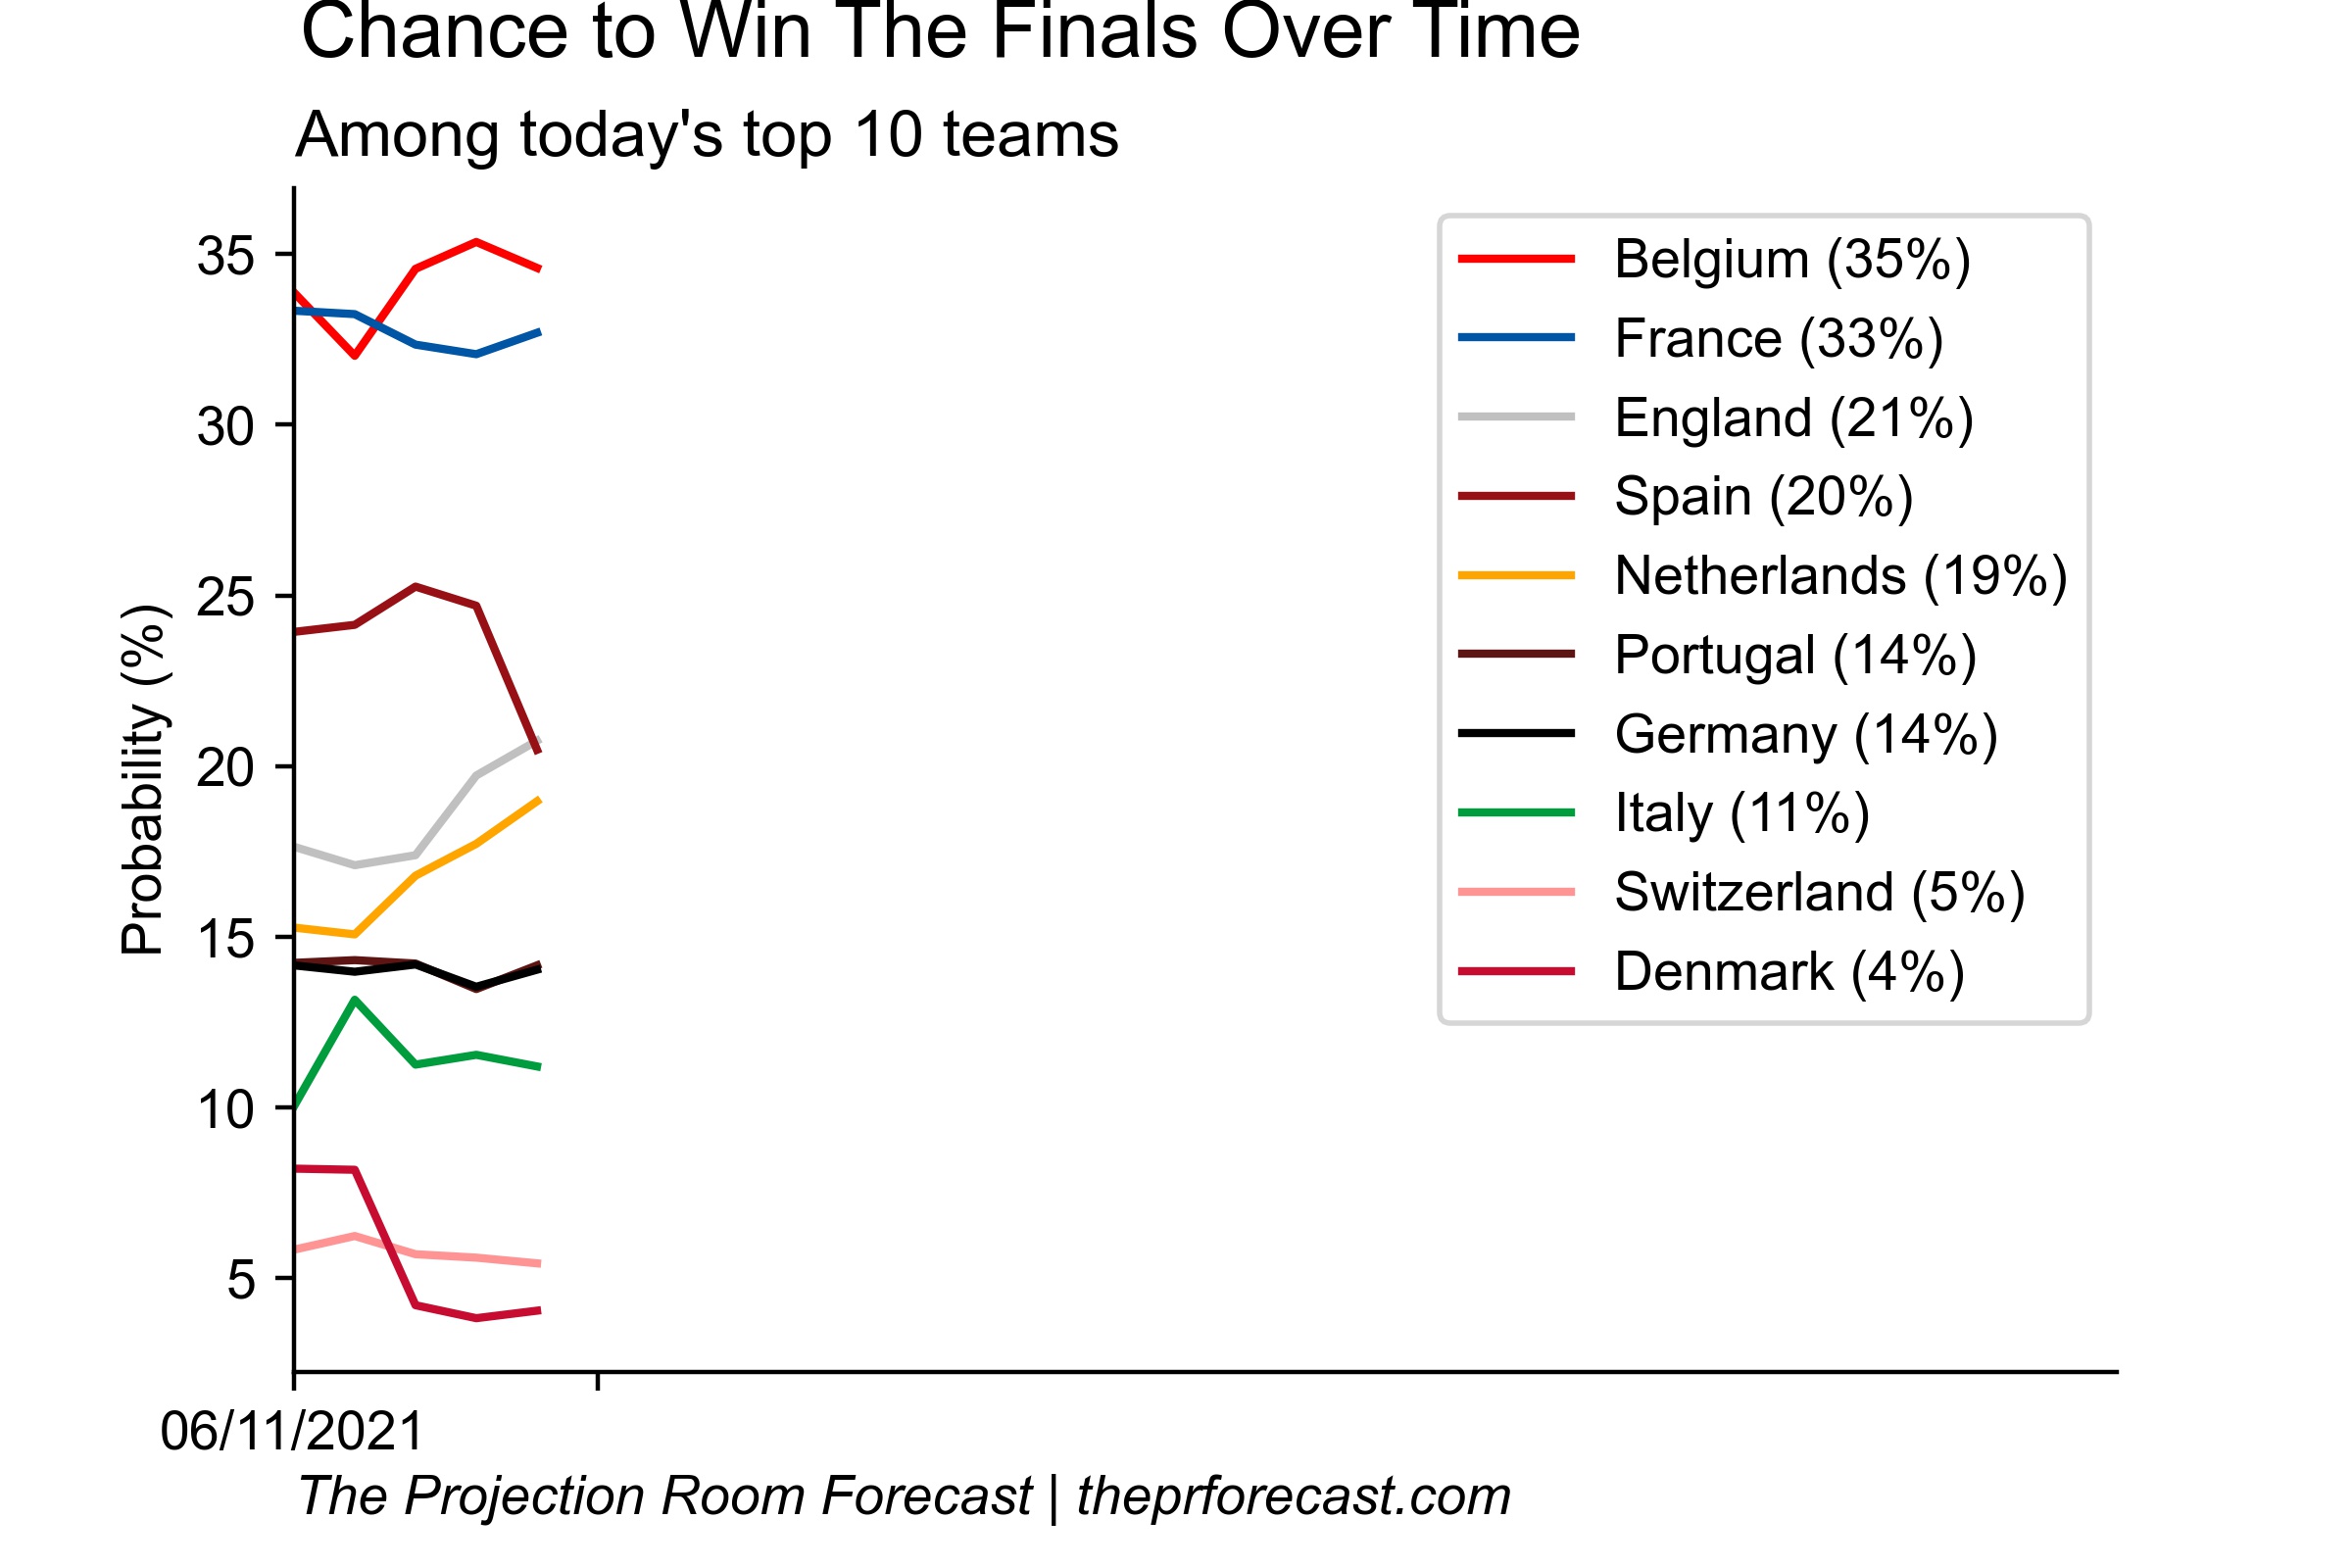 Chance to Win The Finals Over Time
Among today's top 10 teams
Probability (%)
35
30
25
20
15
10
5
Belgium (35%)
France (33%)
England (21%)
Spain (20%)
Netherlands (19%)
Portugal (14%)
Germany (14%)
Italy (11%)
Switzerland (5%)
Denmark (4%)
06/11/2021
The Projection Room Forecast | theprforecast.com